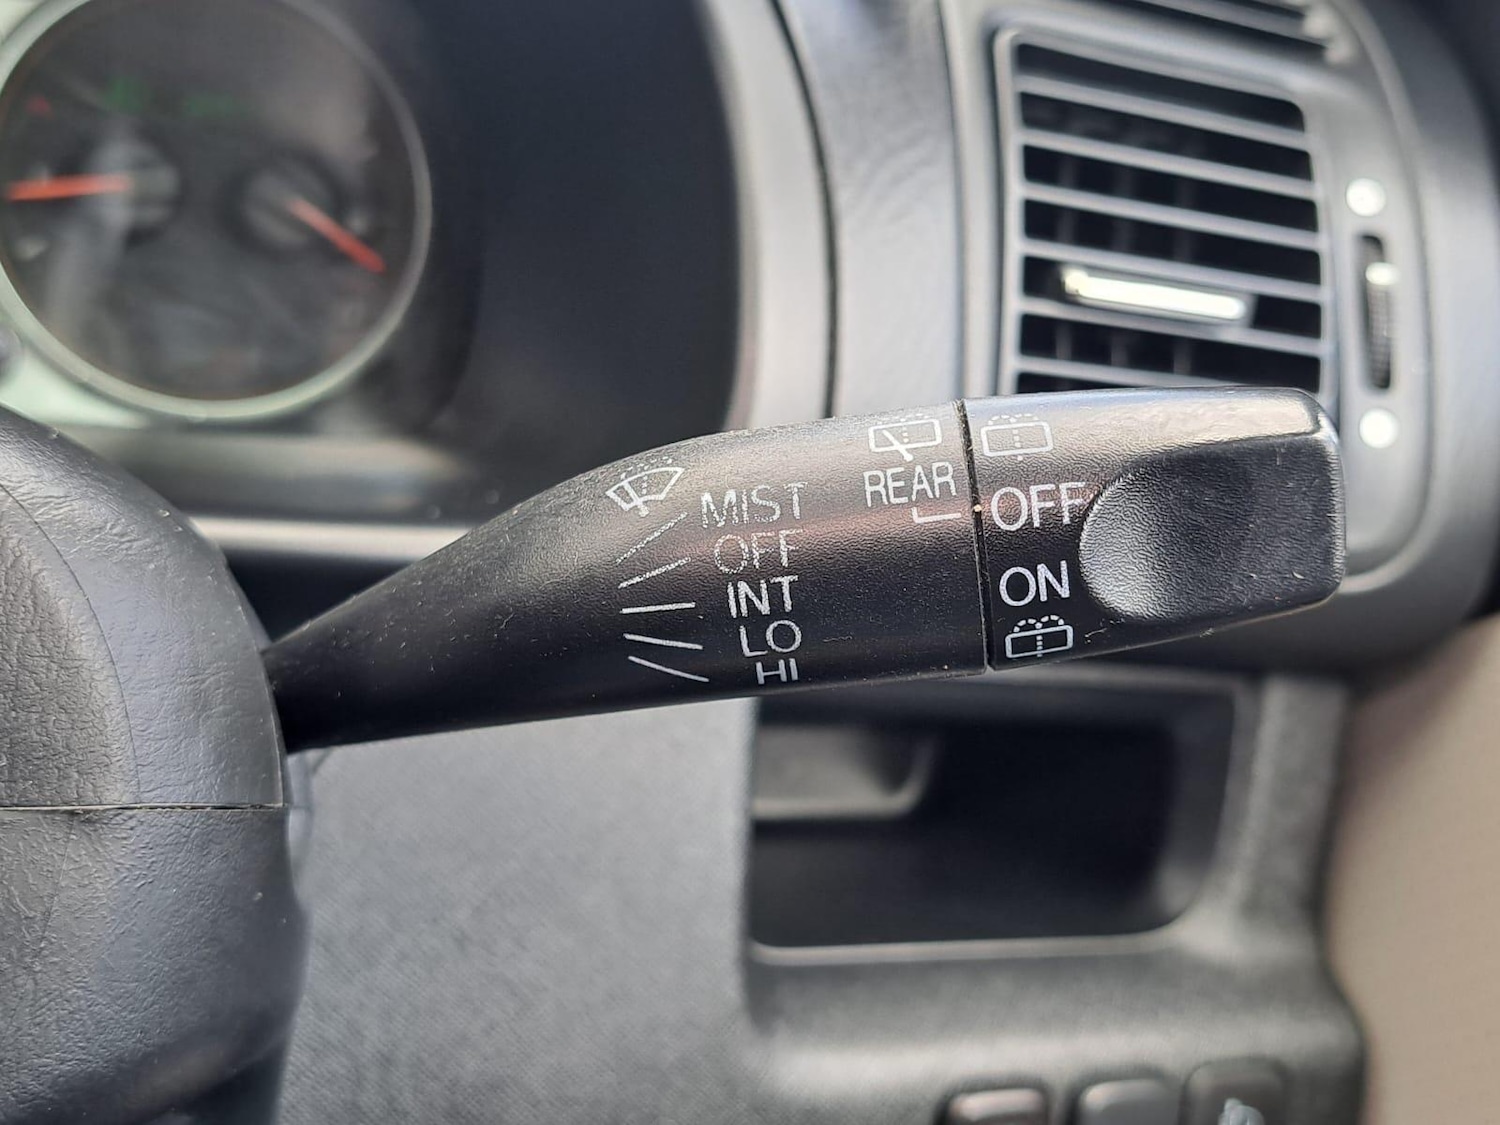 MIST
OFF
INT
LO
HI
REAR
OFF
ON